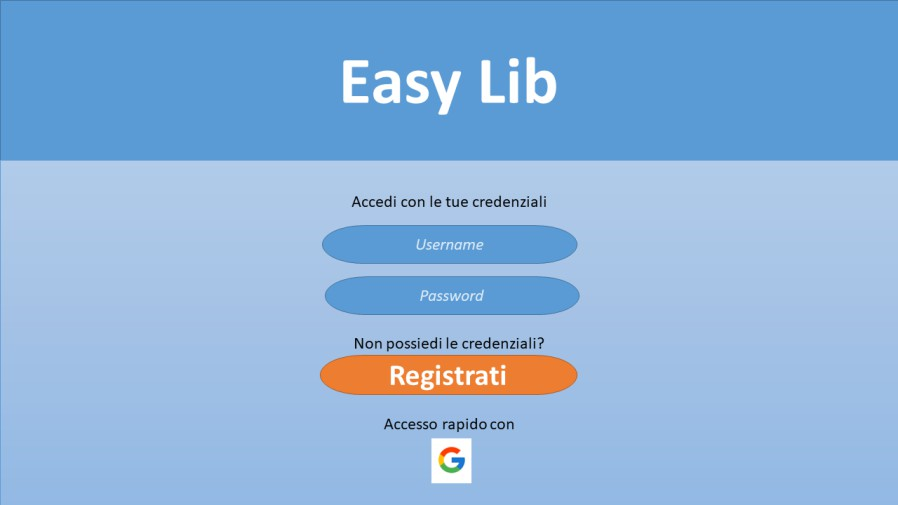 Easy Lib
Accedi con le tue credenziali
Username
Password
Non possiedi le credenziali?
Registrati
Accesso rapido con
G